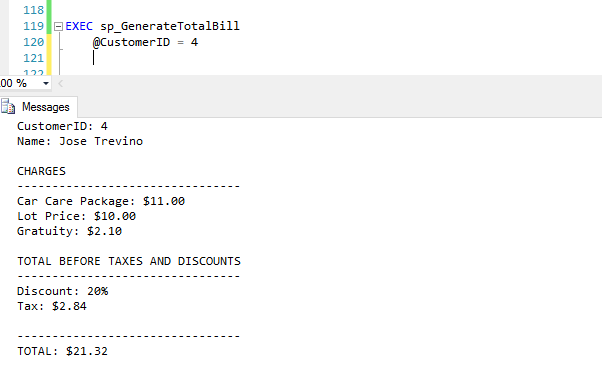 118
119 EXEC sp_GenerateTotalBill
120 @CustomerID = 4
121
122
00 %
Messages
CustomerID: 4
Name: Jose Trevino
CHARGES
--------------------------------
Car Care Package: $11.00
Lot Price: $10.00
Gratuity: $2.10
TOTAL BEFORE TAXES AND DISCOUNTS
--------------------------------
Discount: 20%
Tax: $2.84
--------------------------------
TOTAL: $21.32